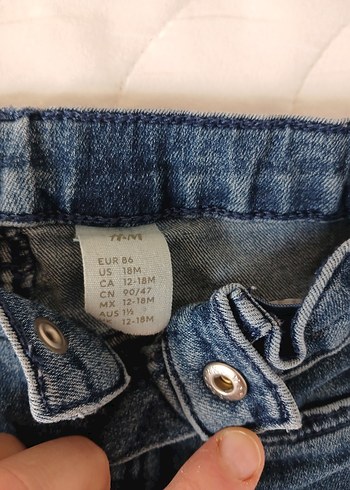 H&M
EUR 86
US 18M
CA 12-18M
CN 90/47
MX 12-18M
AUS 1½
12-18M